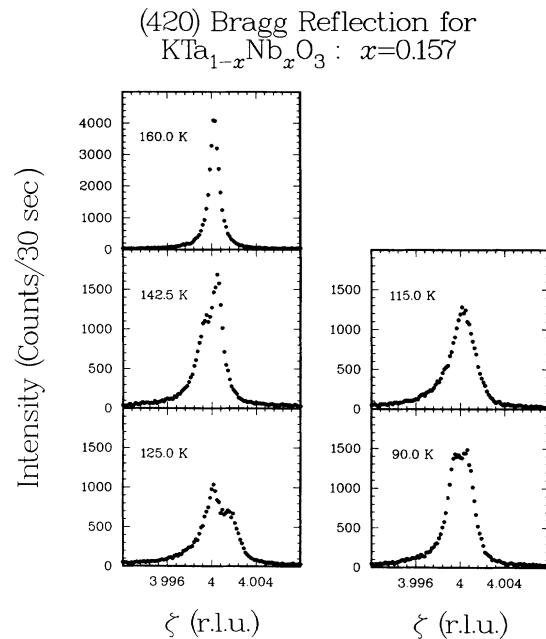 (420) Bragg Reflection for
KTa₁₋ₓNbₓO₃ : x=0.157
Intensity (Counts/30 sec)
160.0 K
4000
3000
2000
1000
0
142.5 K
1500
1000
500
0
115.0 K
1500
1000
500
0
125.0 K
1500
1000
500
0
90.0 K
1500
1000
500
0
3.996 4 4.004
3.996 4 4.004
ζ (r.l.u.)
ζ (r.l.u.)